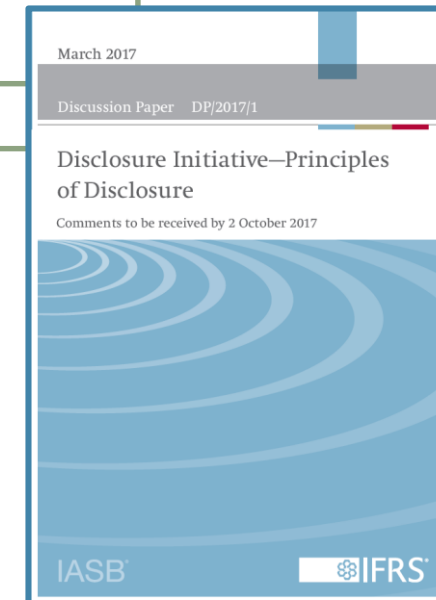 March 2017
Discussion Paper DP/2017/1
Disclosure Initiative—Principles
of Disclosure
Comments to be received by 2 October 2017
IASB®
IFRS®